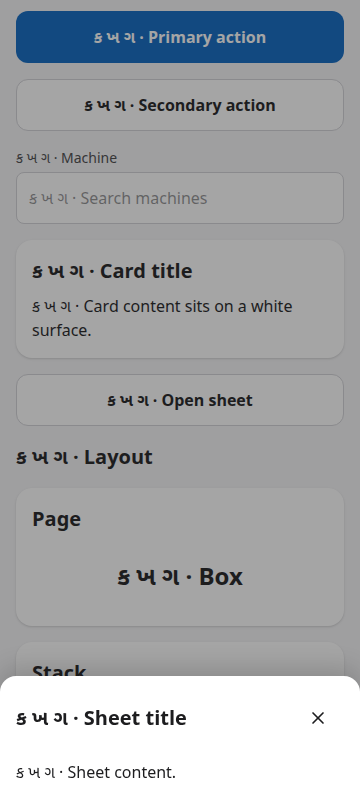 ક ખ ગ · Primary action
ક ખ ગ · Secondary action
ક ખ ગ · Machine
ક ખ ગ · Search machines
ક ખ ગ · Card title
ક ખ ગ · Card content sits on a white
surface.
ક ખ ગ · Open sheet
ક ખ ગ · Layout
Page
ક ખ ગ · Box
Stack
ક ખ ગ · Sheet title
ક ખ ગ · Sheet content.